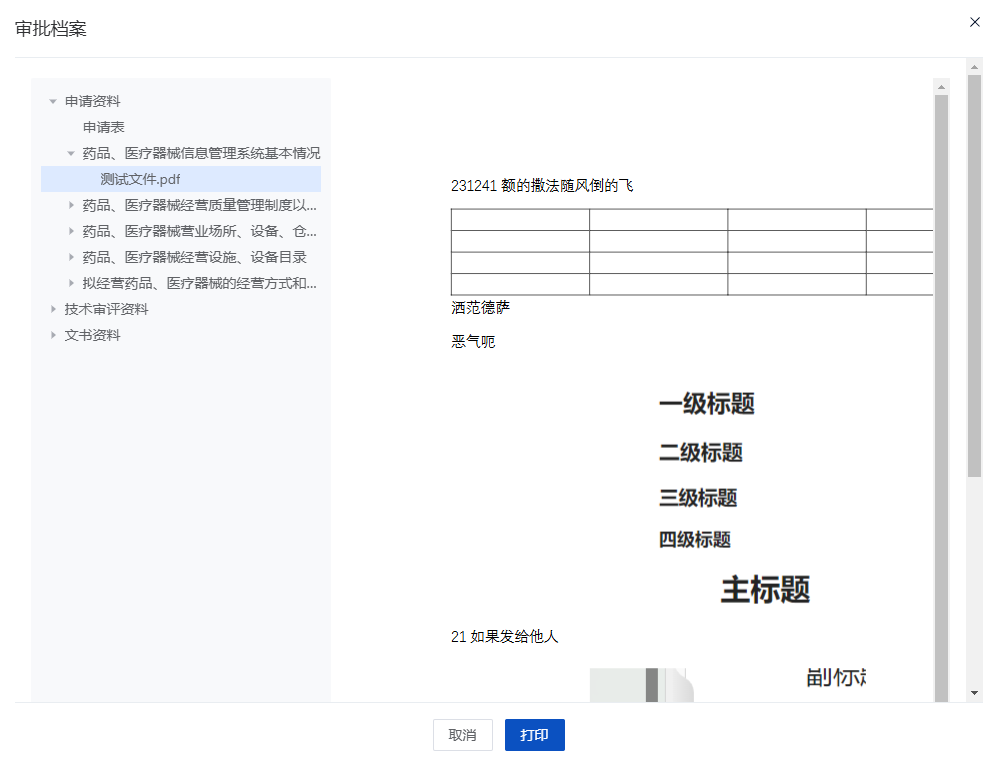 审批档案
申请资料
申请表
药品、医疗器械信息管理系统基本情况
测试文件.pdf
药品、医疗器械经营质量管理制度以...
药品、医疗器械营业场所、设备、仓...
药品、医疗器械经营设施、设备目录
拟经营药品、医疗器械的经营方式和...
技术审评资料
文书资料
231241 额的撒法随风倒的飞
洒范德萨
恶气呃
一级标题
二级标题
三级标题
四级标题
主标题
21 如果发给他人
副标题
取消
打印